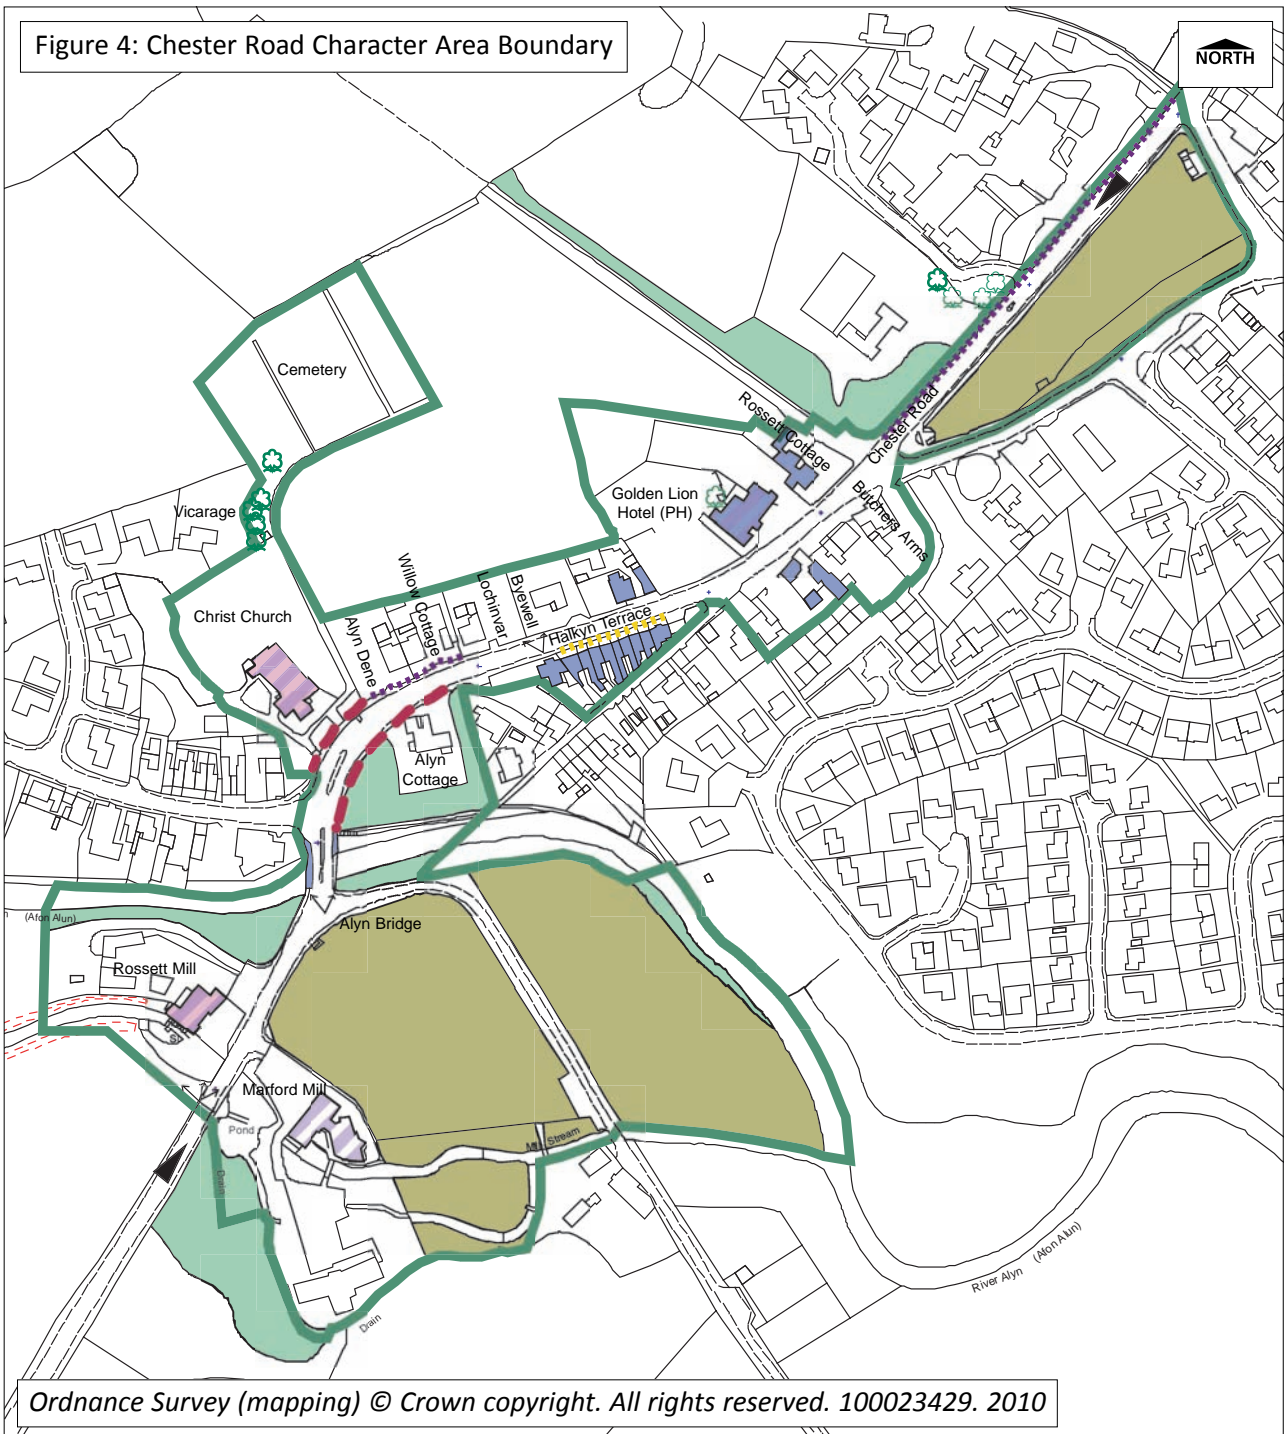 Figure 4: Chester Road Character Area Boundary
NORTH
Cemetery
Rossett Cottage
Chester Road
Golden Lion
Hotel (PH)
Butchers Arms
Vicarage
Willow Cottage
Lochinvar
Byewell
Halkyn Terrace
Christ Church
Alyn Dene
Alyn
Cottage
(Afon Alun)
Alyn Bridge
Rossett Mill
Marford Mill
Pond
Drain
Stream
River Alyn (Afon Alun)
Drain
Ordnance Survey (mapping) © Crown copyright. All rights reserved. 100023429. 2010